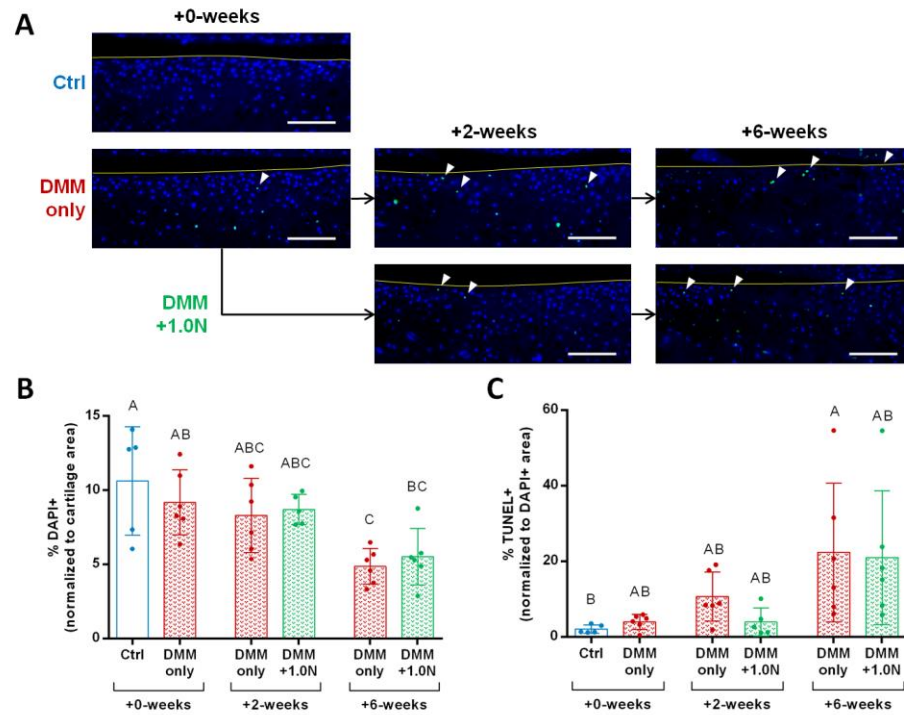 A
+0-weeks
Ctrl
+2-weeks
+6-weeks
DMM
only
DMM
+1.0N
B
% DAPI+
(normalized to cartilage area)
15
10
5
0
A
AB
ABC
ABC
C
BC
Ctrl
DMM
only
DMM
only
DMM
+1.0N
DMM
only
DMM
+1.0N
+0-weeks
+2-weeks
+6-weeks
C
% TUNEL+
(normalized to DAPI+ area)
60
40
20
0
B
AB
AB
AB
A
AB
Ctrl
DMM
only
DMM
only
DMM
+1.0N
DMM
only
DMM
+1.0N
+0-weeks
+2-weeks
+6-weeks